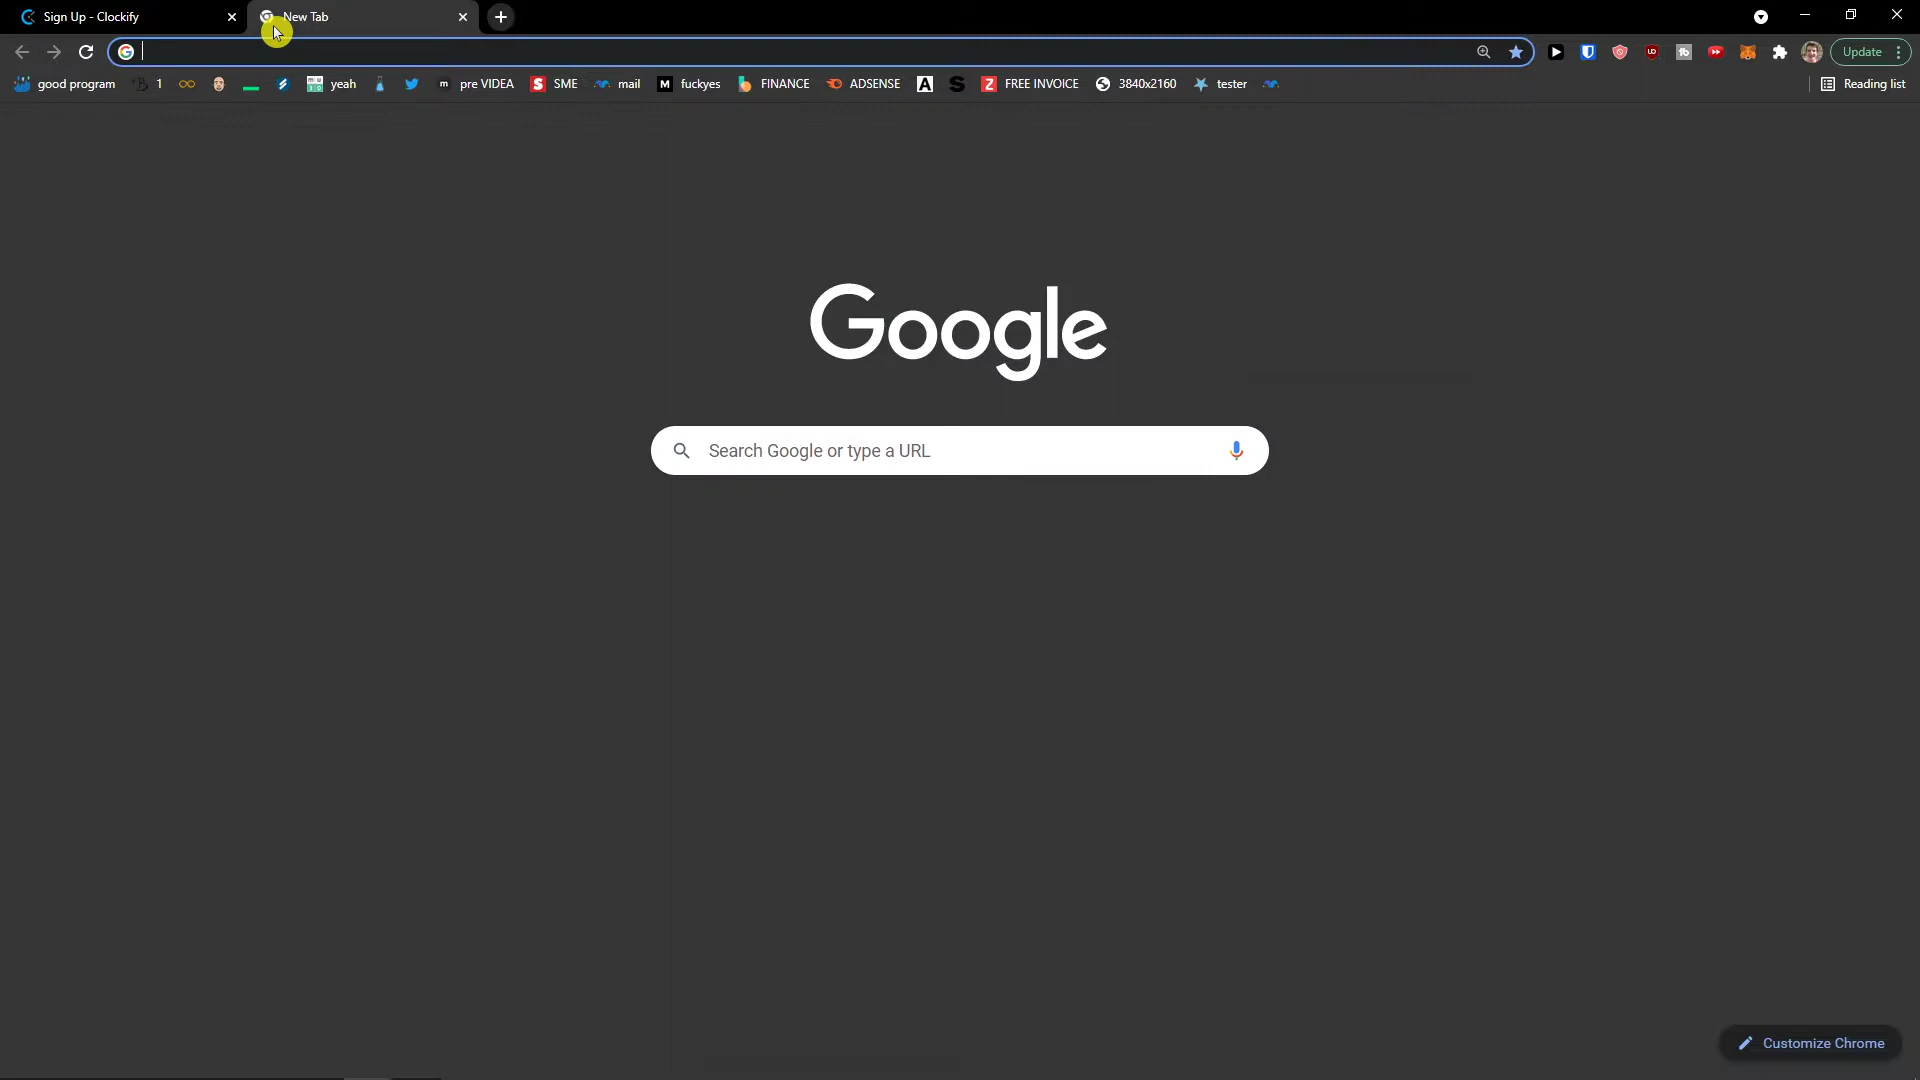 Sign Up - Clockify
New Tab
Update
good program
1
yeah
pre VIDEA
SME
mail
fuckyes
FINANCE
ADSENSE
FREE INVOICE
3840x2160
tester
Reading list
Google
Search Google or type a URL
Customize Chrome